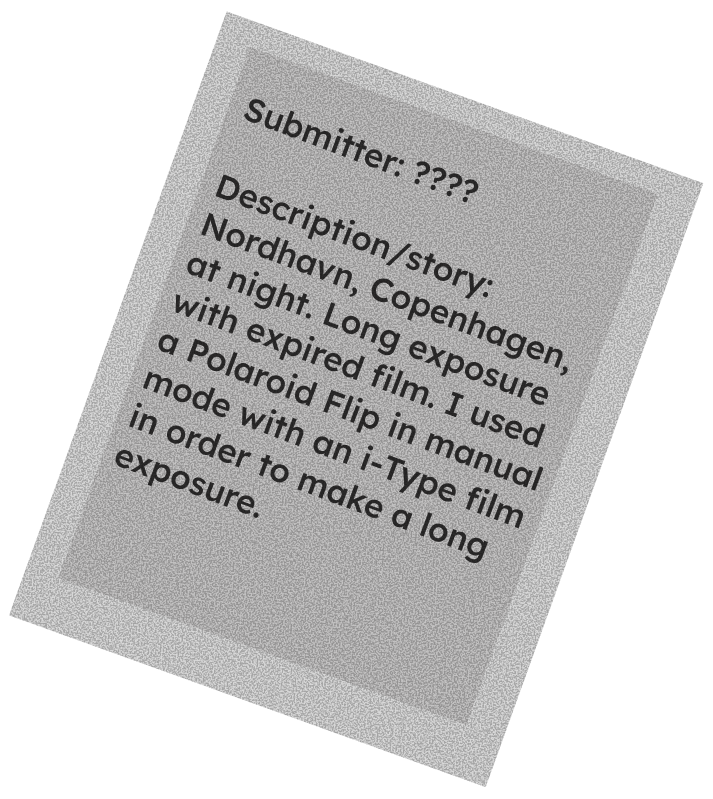 Submitter: ????
Description/story:
Nordhavn, Copenhagen,
at night. Long exposure
with expired film. I used
a Polaroid Flip in manual
mode with an i-Type film
in order to make a long
exposure.